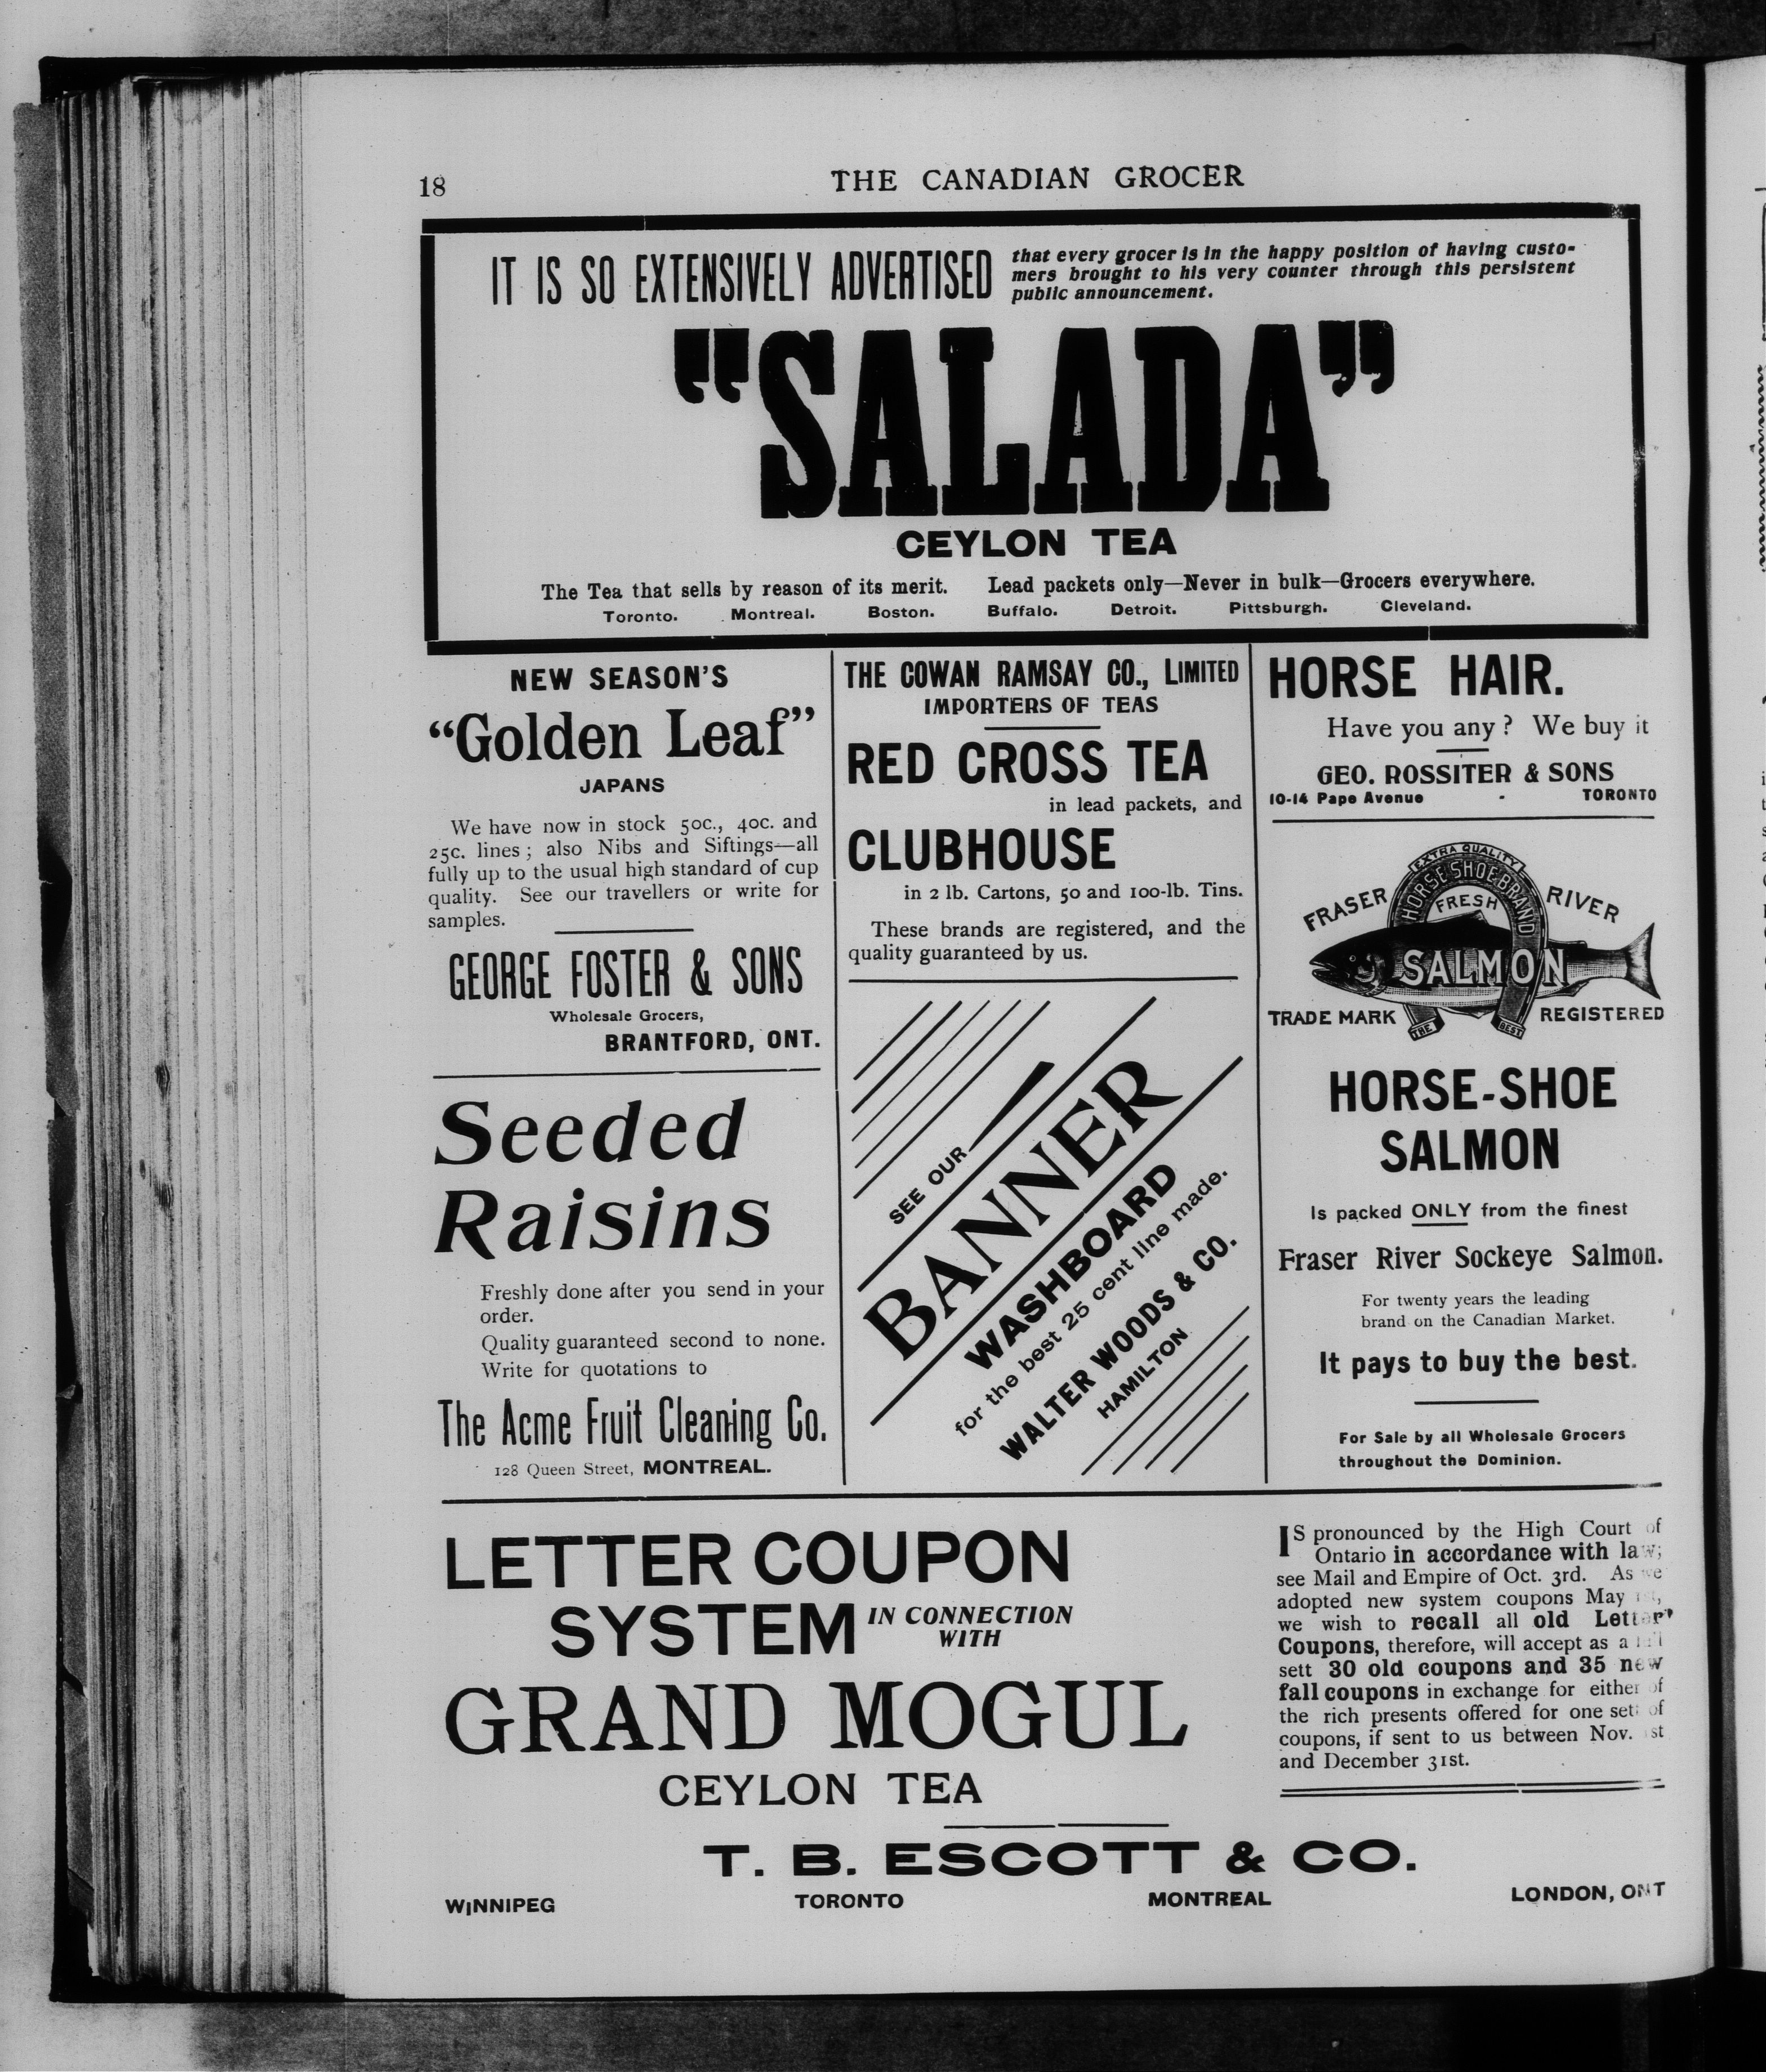 18
THE CANADIAN GROCER
IT IS SO EXTENSIVELY ADVERTISED
that every grocer is in the happy position of having custo-
mers brought to his very counter through this persistent
public announcement.
"SALADA"
CEYLON TEA
The Tea that sells by reason of its merit. Lead packets only—Never in bulk—Grocers everywhere.
Toronto. Montreal. Boston. Buffalo. Detroit. Pittsburgh. Cleveland.
NEW SEASON'S
"Golden Leaf"
JAPANS
We have now in stock 50c., 40c. and
25c. lines; also Nibs and Siftings—all
fully up to the usual high standard of cup
quality. See our travellers or write for
samples.
GEORGE FOSTER & SONS
Wholesale Grocers,
BRANTFORD, ONT.
Seeded
Raisins
Freshly done after you send in your
order.
Quality guaranteed second to none.
Write for quotations to
The Acme Fruit Cleaning Co.
128 Queen Street, MONTREAL.
THE COWAN RAMSAY CO., LIMITED
IMPORTERS OF TEAS
RED CROSS TEA
in lead packets, and
CLUBHOUSE
in 2 lb. Cartons, 50 and 100-lb. Tins.
These brands are registered, and the
quality guaranteed by us.
SEE OUR
BANNER
WASHBOARD
for the best 25 cent line made.
WALTER WOODS & CO.
HAMILTON
HORSE HAIR.
Have you any? We buy it
GEO. ROSSITER & SONS
10-14 Pape Avenue - TORONTO
EXTRA QUALITY
HORSE SHOE BRAND
FRASER RIVER
FRESH
SALMON
TRADE MARK REGISTERED
THE BEST
HORSE-SHOE
SALMON
Is packed ONLY from the finest
Fraser River Sockeye Salmon.
For twenty years the leading
brand on the Canadian Market.
It pays to buy the best.
For Sale by all Wholesale Grocers
throughout the Dominion.
LETTER COUPON
SYSTEM IN CONNECTION
WITH
GRAND MOGUL
CEYLON TEA
IS pronounced by the High Court of
Ontario in accordance with law;
see Mail and Empire of Oct. 3rd. As we
adopted new system coupons May
we wish to recall all old Letter
Coupons, therefore, will accept as a
sett 30 old coupons and 35 new
fall coupons in exchange for either of
the rich presents offered for one set of
coupons, if sent to us between Nov. 1st
and December 31st.
T. B. ESCOTT & CO.
WINNIPEG TORONTO MONTREAL LONDON, ONT